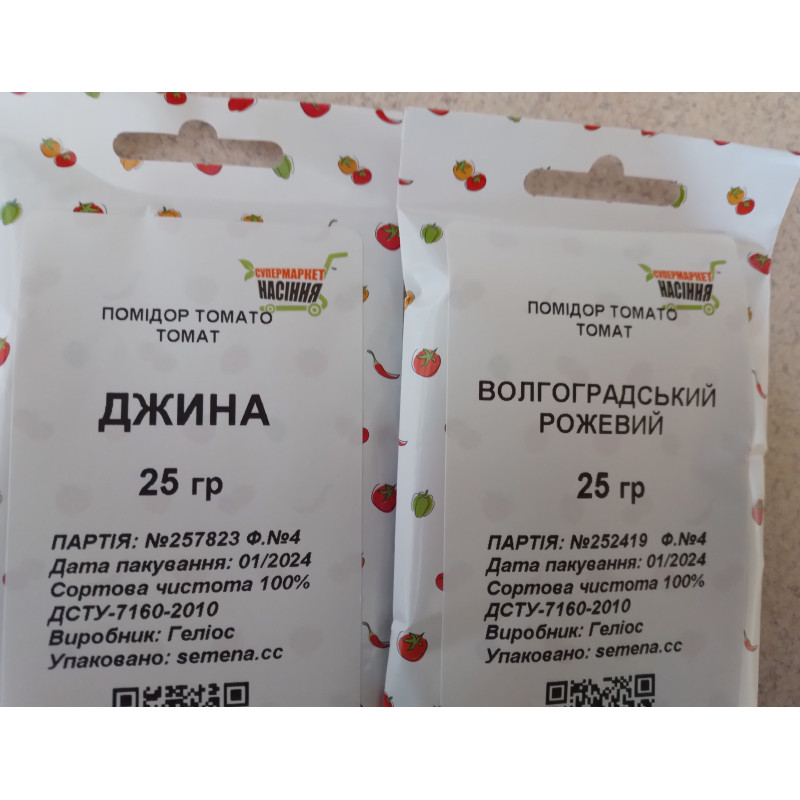 СУПЕРМАРКЕТ
НАСІННЯ
ПОМІДОР TOMATO
ТОМАТ
ДЖИНА
25 гр
ПАРТІЯ: №257823 Ф.№4
Дата пакування: 01/2024
Сортова чистота 100%
ДСТУ-7160-2010
Виробник: Геліос
Упаковано: semena.cc
СУПЕРМАРКЕТ
НАСІННЯ
ПОМІДОР TOMATO
ТОМАТ
ВОЛГОГРАДСЬКИЙ
РОЖЕВИЙ
25 гр
ПАРТІЯ: №252419 Ф.№4
Дата пакування: 01/2024
Сортова чистота 100%
ДСТУ-7160-2010
Виробник: Геліос
Упаковано: semena.cc